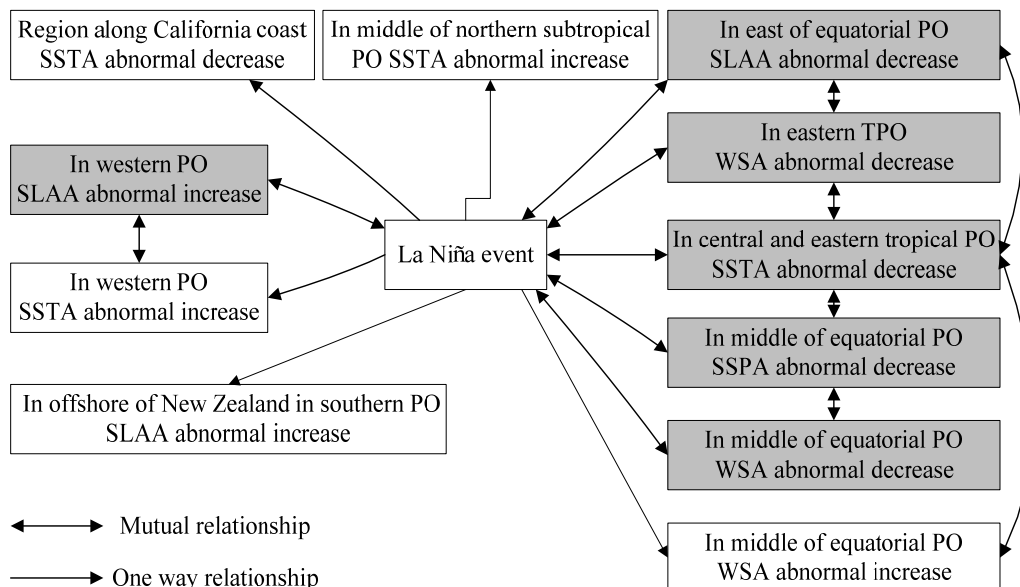 Region along California coast
SSTA abnormal decrease
In middle of northern subtropical
PO SSTA abnormal increase
In east of equatorial PO
SLAA abnormal decrease
In western PO
SLAA abnormal increase
In eastern TPO
WSA abnormal decrease
La Niña event
In central and eastern tropical PO
SSTA abnormal decrease
In western PO
SSTA abnormal increase
In middle of equatorial PO
SSPA abnormal decrease
In offshore of New Zealand in southern PO
SLAA abnormal increase
In middle of equatorial PO
WSA abnormal decrease
Mutual relationship
In middle of equatorial PO
WSA abnormal increase
One way relationship